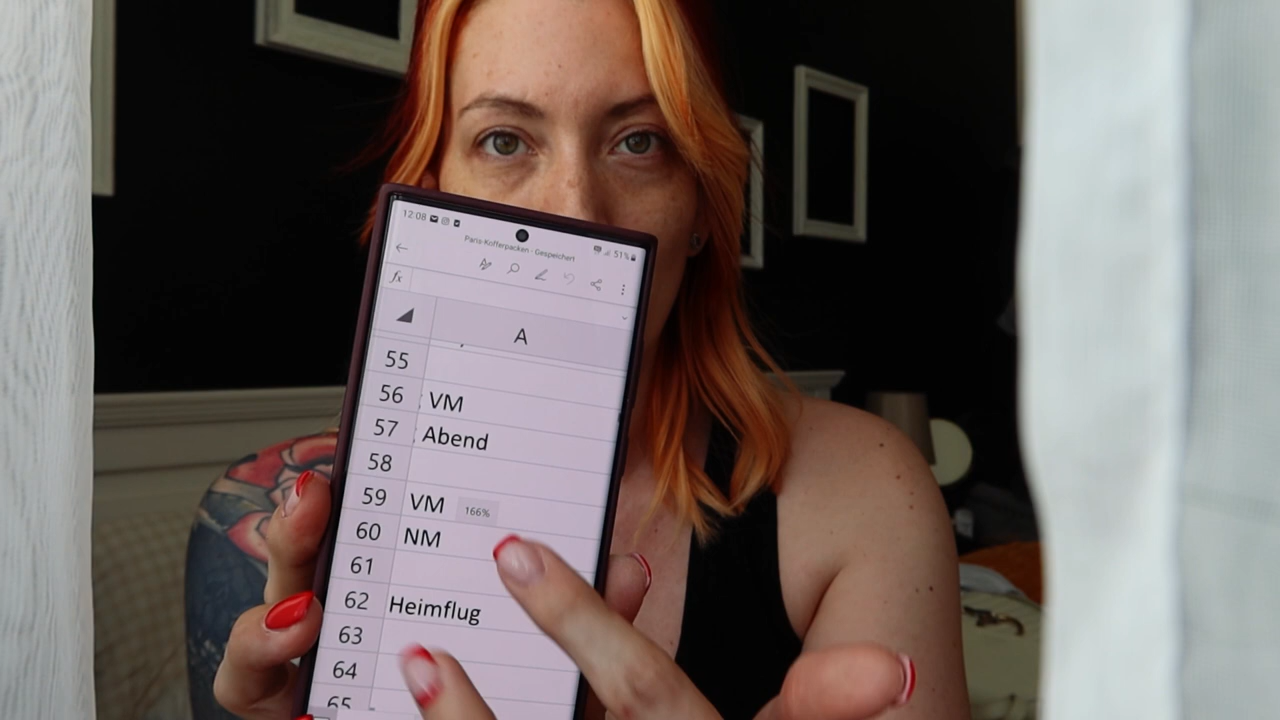 12:08
51%
Paris-Kofferpacken - Gespeichert
fx
A
55
56 : VM
57 : Abend
58
59 VM 166%
60 NM
61
62 Heimflug
63
64
65